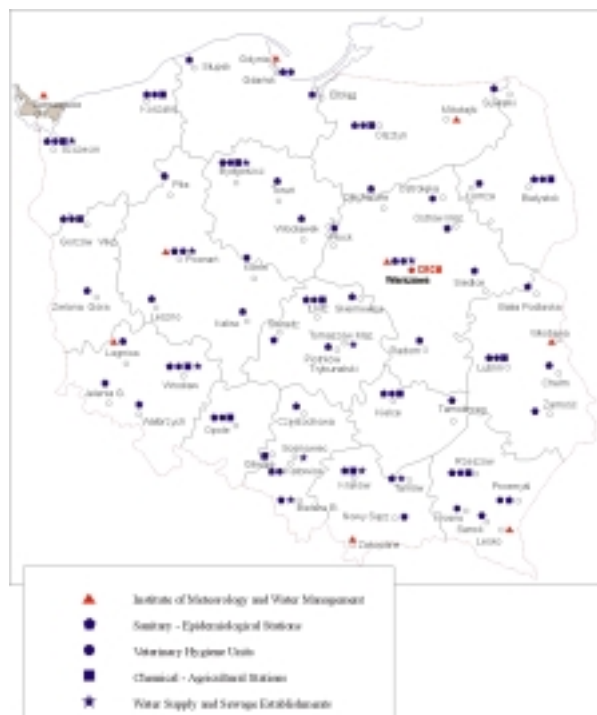 Gdynia
Słupsk
Gdańsk
Elbląg
Suwałki
Koszalin
Mikołajki
Olsztyn
Szczecin
Piła
Bydgoszcz
Toruń
Ostrołęka
Łomża
Białystok
Włocławek
Płock
Gorzów Wlkp
Poznań
Konin
Warszawa
Siedlce
Zielona Góra
Leszno
Kalisz
Łódź
Skierniewice
Biała Podlaska
Sieradz
Tomaszów Maz
Piotrków
Trybunalski
Radom
Legnica
Wrocław
Lublin
Chełm
Jelenia G.
Wałbrzych
Opole
Częstochowa
Kielce
Tarnobrzeg
Zamość
Sosnowiec
Gliwice
Katowice
Kraków
Tarnów
Rzeszów
Przemyśl
Bielsko B.
Nowy Sącz
Krosno
Sanok
Lesko
Zakopane
Institute of Meteorology and Water Management
Sanitary - Epidemiological Stations
Veterinary Hygiene Units
Chemical - Agricultural Stations
Water Supply and Sewage Establishments